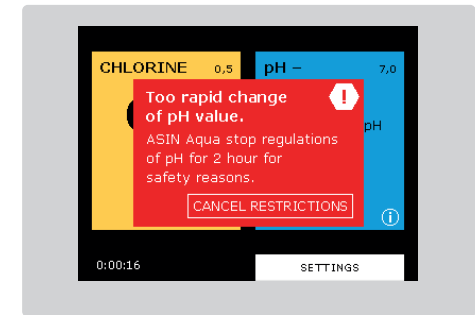 CHLORINE 0,5
pH – 7,0
Too rapid change
of pH value.
!
pH
ASIN Aqua stop regulations
of pH for 2 hour for
safety reasons.
CANCEL RESTRICTIONS
i
0:00:16
SETTINGS